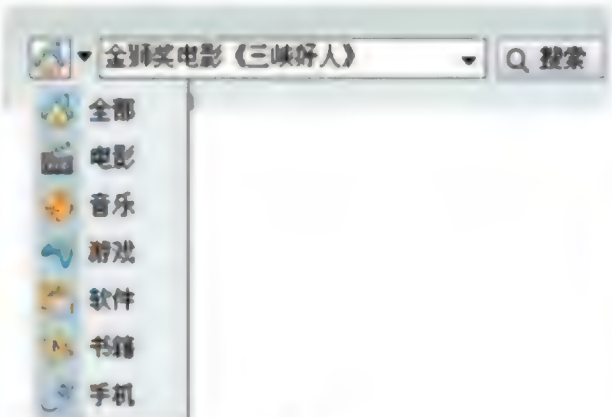 金狮奖电影《三峡好人》 搜索
全部
电影
音乐
游戏
软件
书籍
手机